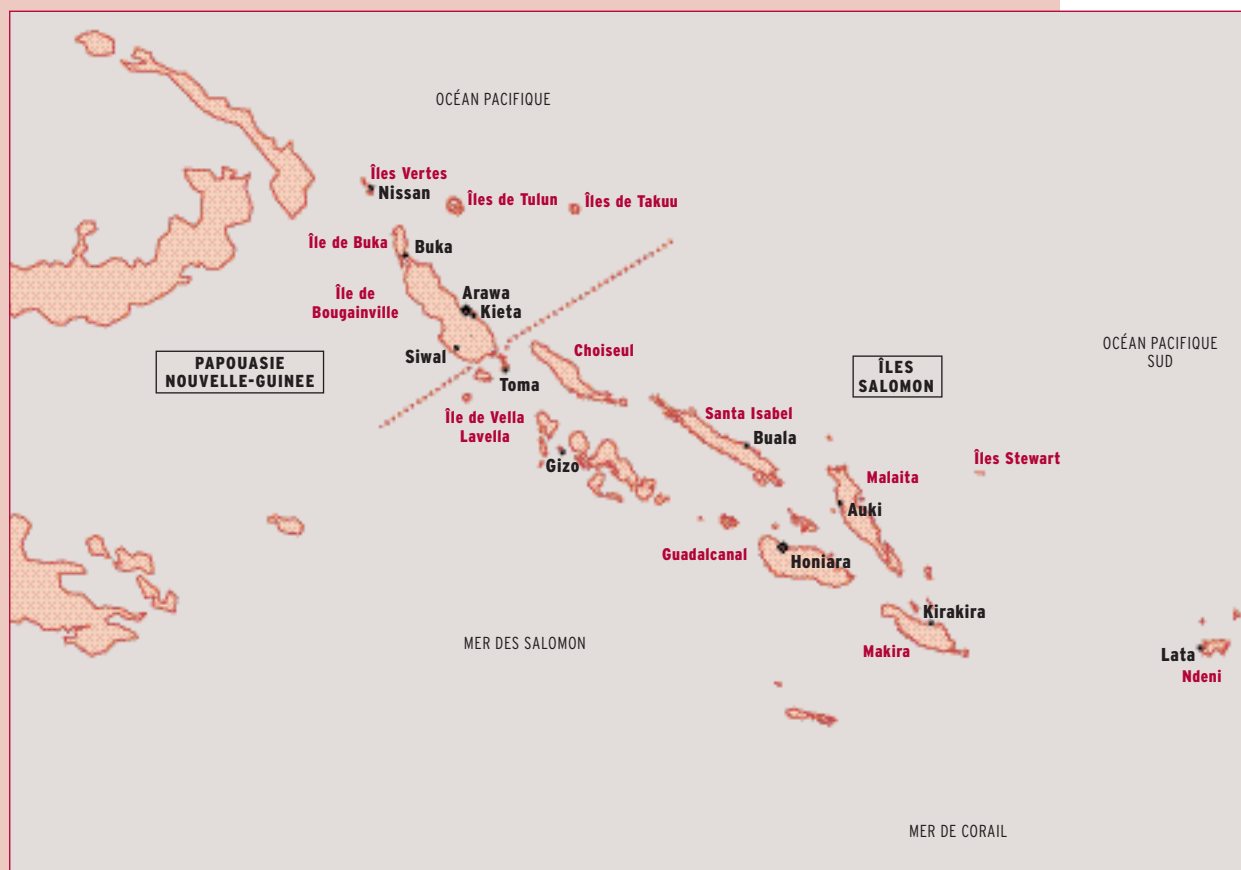 OCÉAN PACIFIQUE
Îles Vertes
Nissan
Îles de Tulun
Îles de Takuu
Île de Buka
Buka
Île de
Bougainville
Arawa
Kieta
Siwal
Toma
PAPOUASIE
NOUVELLE-GUINEE
Choiseul
ÎLES
SALOMON
OCÉAN PACIFIQUE
SUD
Île de Vella
Lavella
Gizo
Santa Isabel
Buala
Îles Stewart
Malaita
Auki
Guadalcanal
Honiara
Kirakira
Makira
MER DES SALOMON
Lata
Ndeni
MER DE CORAIL